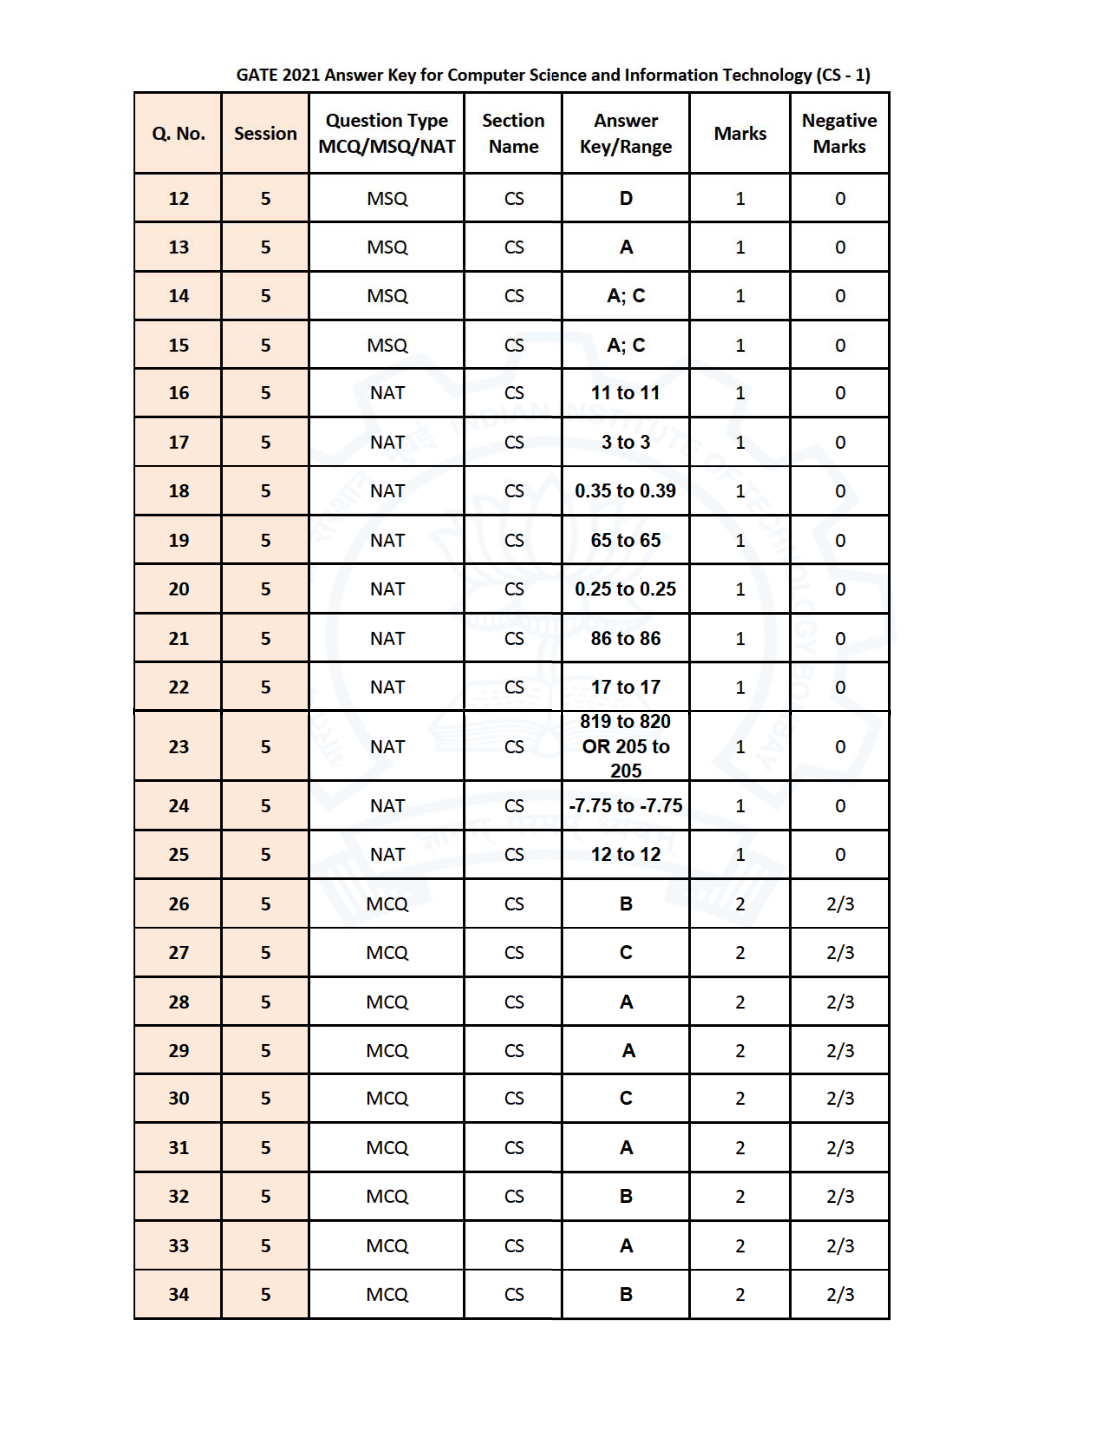 GATE 2021 Answer Key for Computer Science and Information Technology (CS - 1)
Q. No. Session Question Type MCQ/MSQ/NAT Section Name Answer Key/Range Marks Negative Marks
12 5 MSQ CS D 1 0
13 5 MSQ CS A 1 0
14 5 MSQ CS A; C 1 0
15 5 MSQ CS A; C 1 0
16 5 NAT CS 11 to 11 1 0
17 5 NAT CS 3 to 3 1 0
18 5 NAT CS 0.35 to 0.39 1 0
19 5 NAT CS 65 to 65 1 0
20 5 NAT CS 0.25 to 0.25 1 0
21 5 NAT CS 86 to 86 1 0
22 5 NAT CS 17 to 17 1 0
23 5 NAT CS 819 to 820 OR 205 to 205 1 0
24 5 NAT CS -7.75 to -7.75 1 0
25 5 NAT CS 12 to 12 1 0
26 5 MCQ CS B 2 2/3
27 5 MCQ CS C 2 2/3
28 5 MCQ CS A 2 2/3
29 5 MCQ CS A 2 2/3
30 5 MCQ CS C 2 2/3
31 5 MCQ CS A 2 2/3
32 5 MCQ CS B 2 2/3
33 5 MCQ CS A 2 2/3
34 5 MCQ CS B 2 2/3
INDIAN INSTITUTE OF TECHNOLOGY BOMBAY